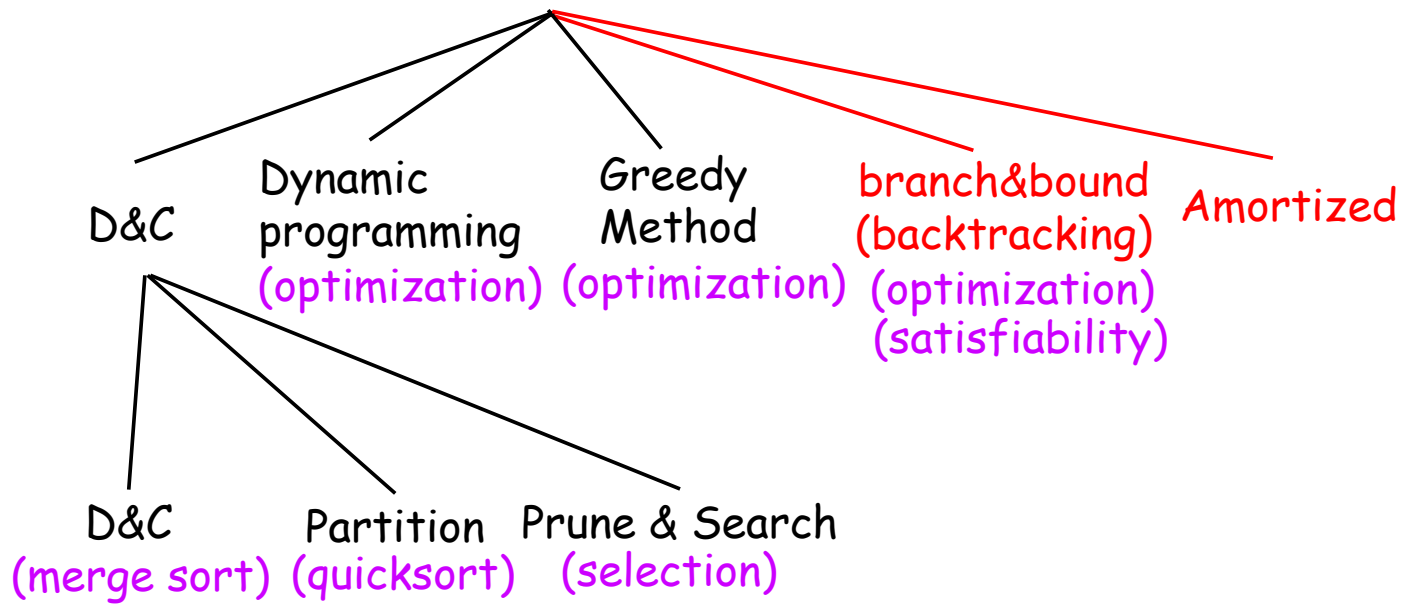 D&C
Dynamic
programming
(optimization)
Greedy
Method
(optimization)
branch&bound
(backtracking)
(optimization)
(satisfiability)
Amortized
D&C
(merge sort)
Partition
(quicksort)
Prune & Search
(selection)